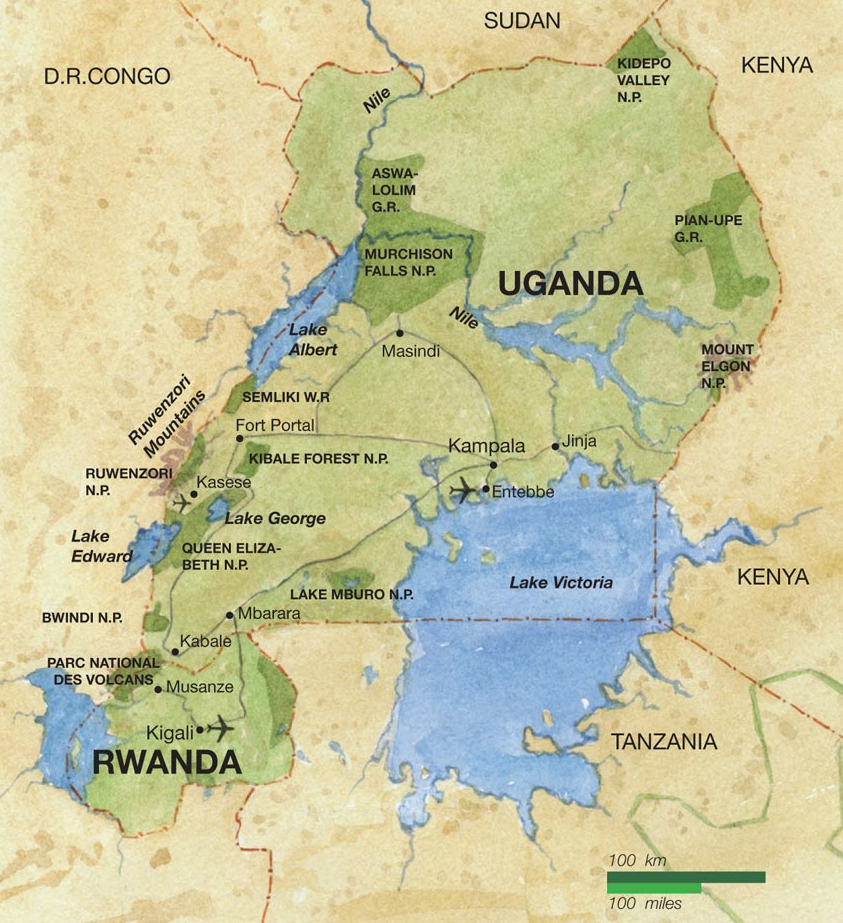 SUDAN
D.R.CONGO
KENYA
KIDEPO
VALLEY
N.P.
Nile
ASWA-
LOLIM
G.R.
PIAN-UPE
G.R.
MURCHISON
FALLS N.P.
UGANDA
Nile
Lake
Albert
Masindi
MOUNT
ELGON
N.P.
Ruwenzori
Mountains
SEMLIKI W.R
Fort Portal
Kampala
Jinja
KIBALE FOREST N.P.
RUWENZORI
N.P.
Kasese
Entebbe
Lake George
Lake
Edward
QUEEN ELIZA-
BETH N.P.
Lake Victoria
KENYA
LAKE MBURO N.P.
BWINDI N.P.
Mbarara
Kabale
PARC NATIONAL
DES VOLCANS
Musanze
Kigali
RWANDA
TANZANIA
100 km
100 miles